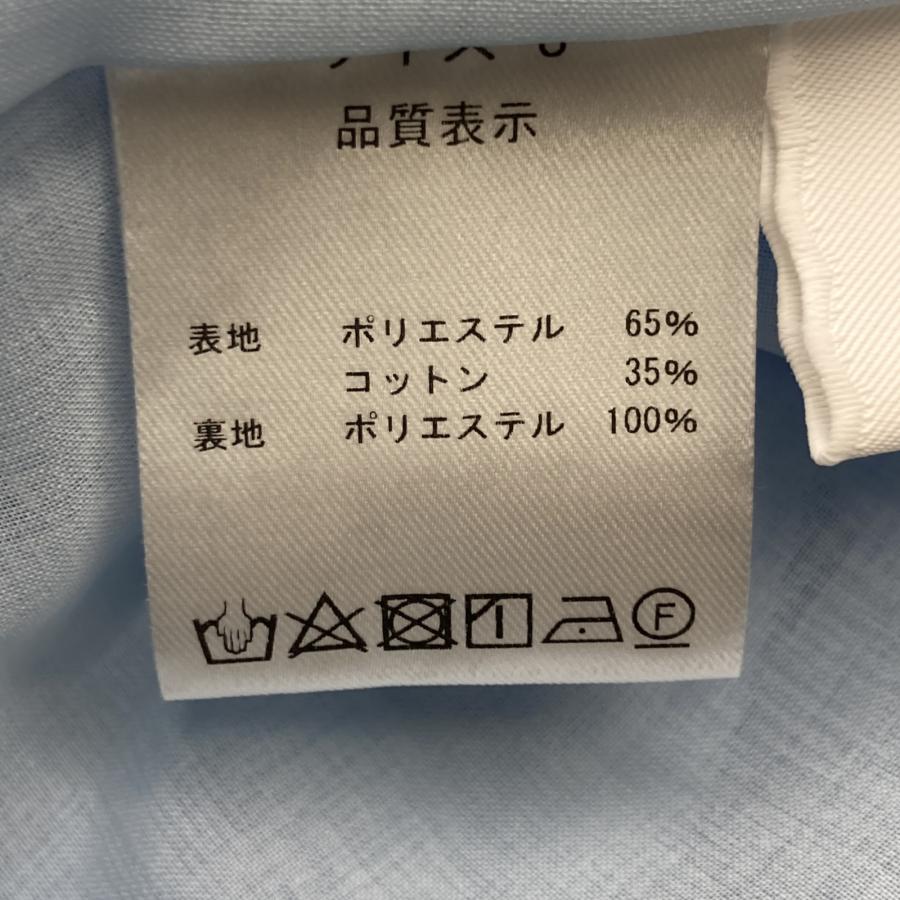 品質表示
表地 ポリエステル 65%
コットン 35%
裏地 ポリエステル 100%
F